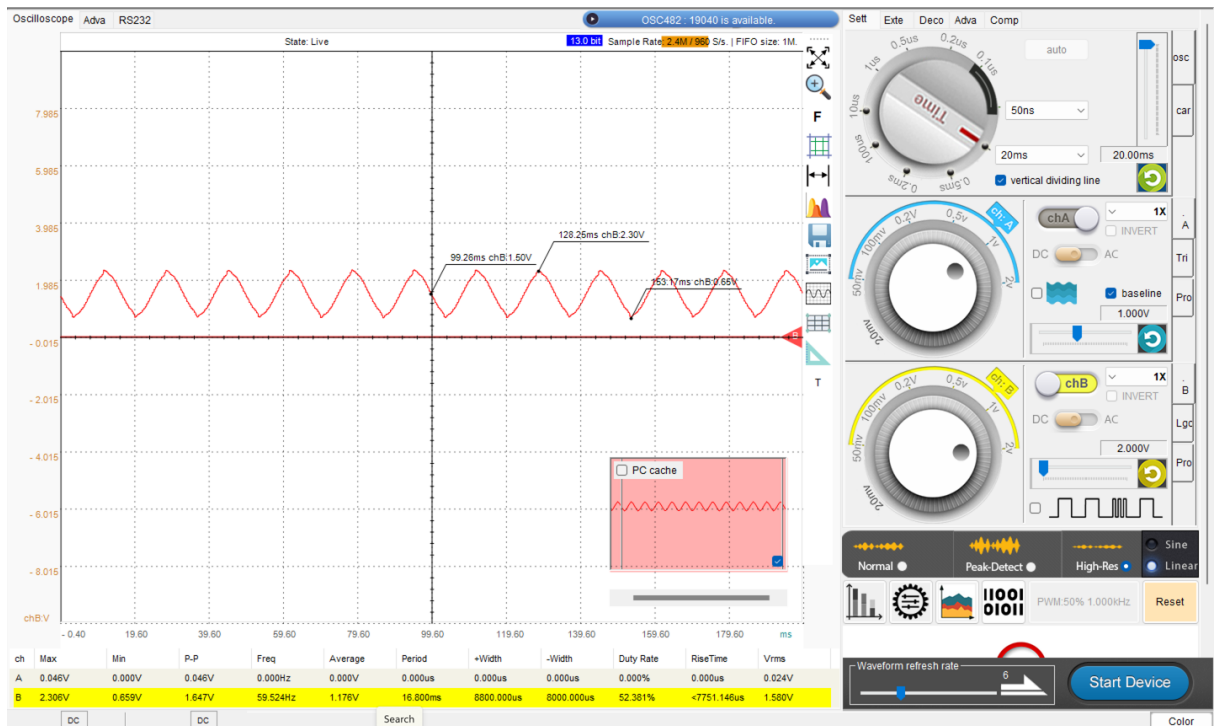 Oscilloscope Adva RS232
OSC482 : 19040 is available.
State: Live
13.0 bit Sample Rate 2.4M / 960 S/s. | FIFO size: 1M.
7.985
5.985
3.985
1.985
- 0.015
- 2.015
- 4.015
- 6.015
- 8.015
chB:V
99.26ms chB:1.50V
128.25ms chB:2.30V
153.17ms chB:0.65V
B
PC cache
- 0.40 19.60 39.60 59.60 79.60 99.60 119.60 139.60 159.60 179.60 ms
F
T
ch Max Min P-P Freq Average Period +Width -Width Duty Rate RiseTime Vrms
A 0.046V 0.000V 0.046V 0.000Hz 0.000V 0.000us 0.000us 0.000us 0.000% 0.000us 0.024V
B 2.306V 0.659V 1.647V 59.524Hz 1.176V 16.800ms 8800.000us 8000.000us 52.381% <7751.146us 1.580V
DC DC Search
Sett Exte Deco Adva Comp
osc
car
Time
10us 1us 0.5us 0.2us 0.1us
100us 0.2ms 0.5ms
auto
50ns
20ms
20.00ms
vertical dividing line
ch: A
20mv 50mv 100mv 0.2V 0.5v 1v 2v
chA
1X
INVERT
DC AC
baseline
1.000V
A
Tri
Pro
ch: B
20mv 50mv 100mv 0.2V 0.5v 1v 2v
chB
1X
INVERT
DC AC
2.000V
B
Lgc
Pro
Normal Peak-Detect High-Res
Sine
Linear
11001
01011
PWM:50% 1.000kHz
Reset
Waveform refresh rate
6
Start Device
Color